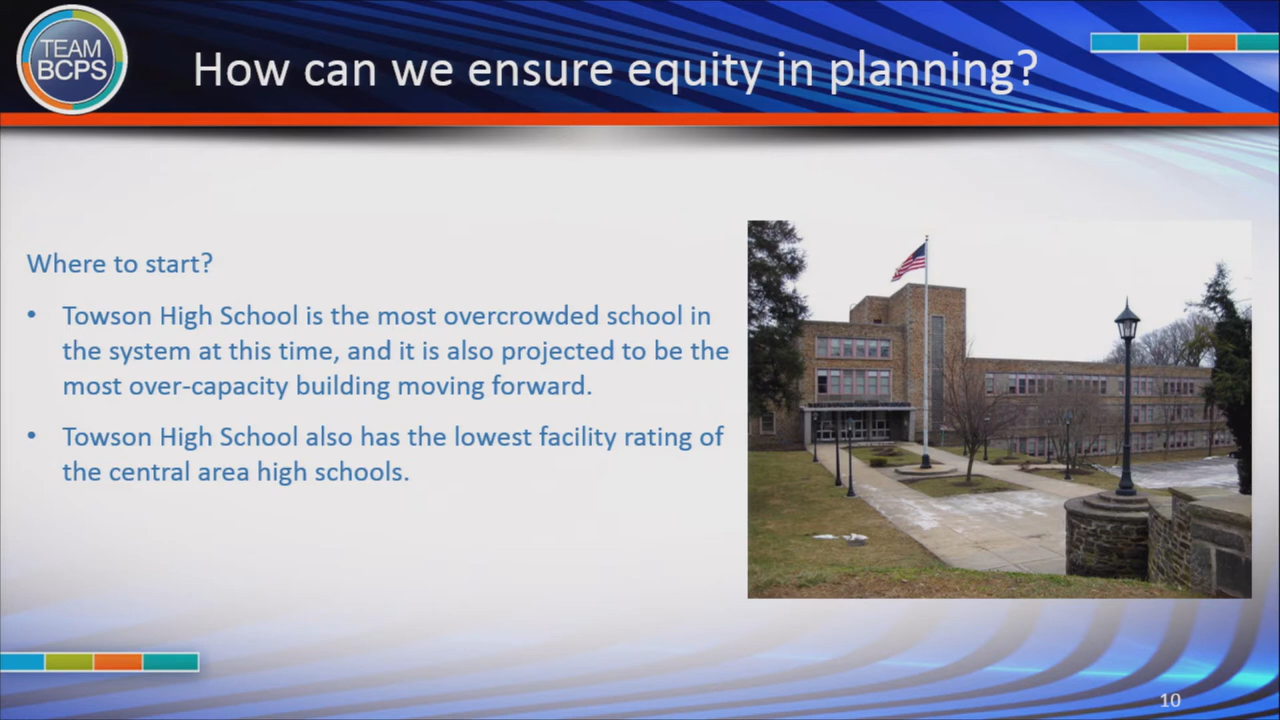 TEAM
BCPS
How can we ensure equity in planning?
Where to start?
• Towson High School is the most overcrowded school in
the system at this time, and it is also projected to be the
most over-capacity building moving forward.
• Towson High School also has the lowest facility rating of
the central area high schools.
10